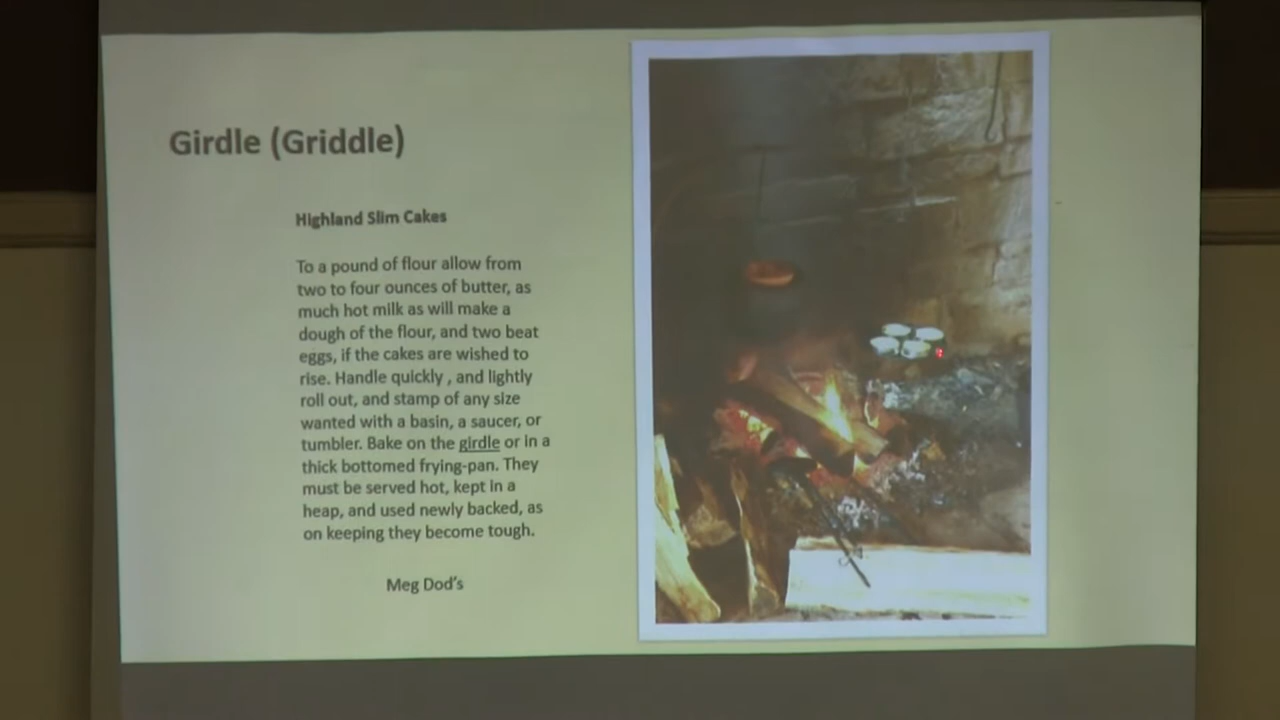 Girdle (Griddle)
Highland Slim Cakes
To a pound of flour allow from
two to four ounces of butter, as
much hot milk as will make a
dough of the flour, and two beat
eggs, if the cakes are wished to
rise. Handle quickly , and lightly
roll out, and stamp of any size
wanted with a basin, a saucer, or
tumbler. Bake on the girdle or in a
thick bottomed frying-pan. They
must be served hot, kept in a
heap, and used newly backed, as
on keeping they become tough.
Meg Dod's